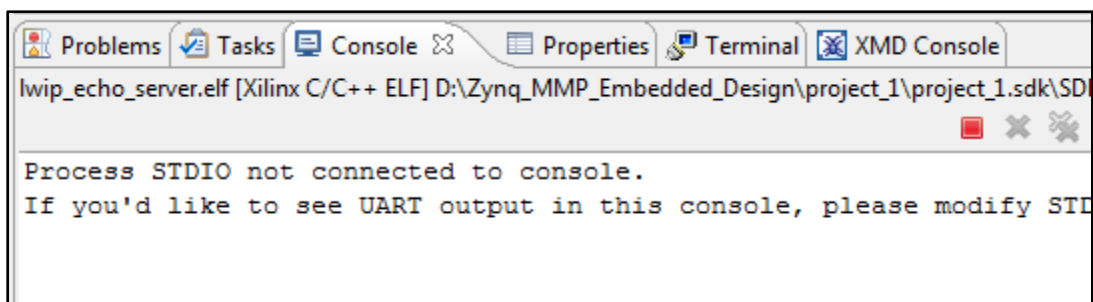 Problems Tasks Console Properties Terminal XMD Console
lwip_echo_server.elf [Xilinx C/C++ ELF] D:\Zynq_MMP_Embedded_Design\project_1\project_1.sdk\SD
Process STDIO not connected to console.
If you'd like to see UART output in this console, please modify STD